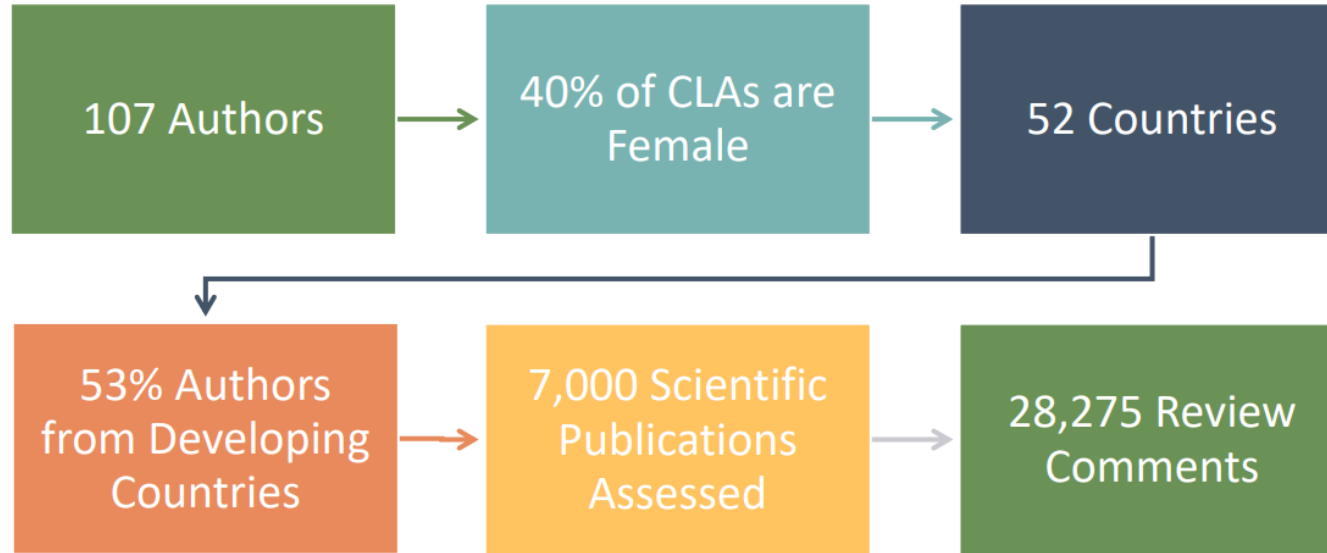 107 Authors
40% of CLAs are
Female
52 Countries
53% Authors
from Developing
Countries
7,000 Scientific
Publications
Assessed
28,275 Review
Comments